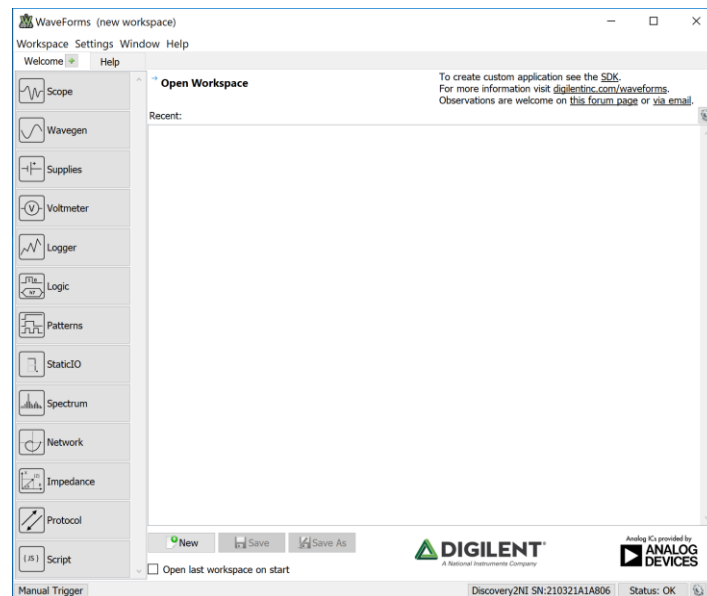 WaveForms (new workspace)
Workspace Settings Window Help
Welcome Help
Scope
Wavegen
Supplies
Voltmeter
Logger
Logic
Patterns
StaticIO
Spectrum
Network
Impedance
Protocol
{JS} Script
Open Workspace
To create custom application see the SDK.
For more information visit digilentinc.com/waveforms.
Observations are welcome on this forum page or via email.
Recent:
New Save Save As
Open last workspace on start
DIGILENT
A National Instruments Company
Analog ICs provided by
ANALOG
DEVICES
Manual Trigger
Discovery2NI SN:210321A1A806 Status: OK